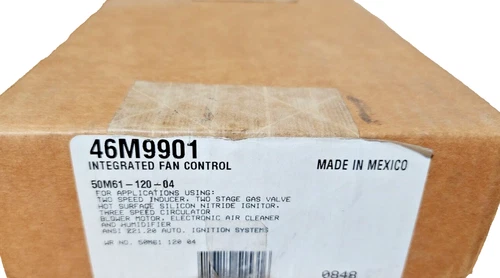 46M9901
INTEGRATED FAN CONTROL
MADE IN MEXICO
50M61-120-04
FOR APPLICATIONS USING:
TWO SPEED INDUCER, TWO STAGE GAS VALVE
HOT SURFACE SILICON NITRIDE IGNITOR,
THREE SPEED CIRCULATOR
BLOWER MOTOR, ELECTRONIC AIR CLEANER
AND HUMIDIFIER
ANSI Z21.20 AUTO. IGNITION SYSTEMS
WR NO. 50M61 120 04
0848